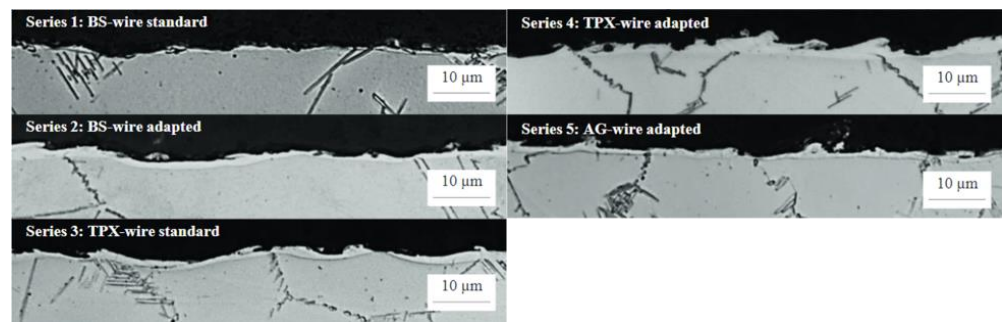 Series 1: BS-wire standard
10 µm
Series 2: BS-wire adapted
10 µm
Series 3: TPX-wire standard
10 µm
Series 4: TPX-wire adapted
10 µm
Series 5: AG-wire adapted
10 µm